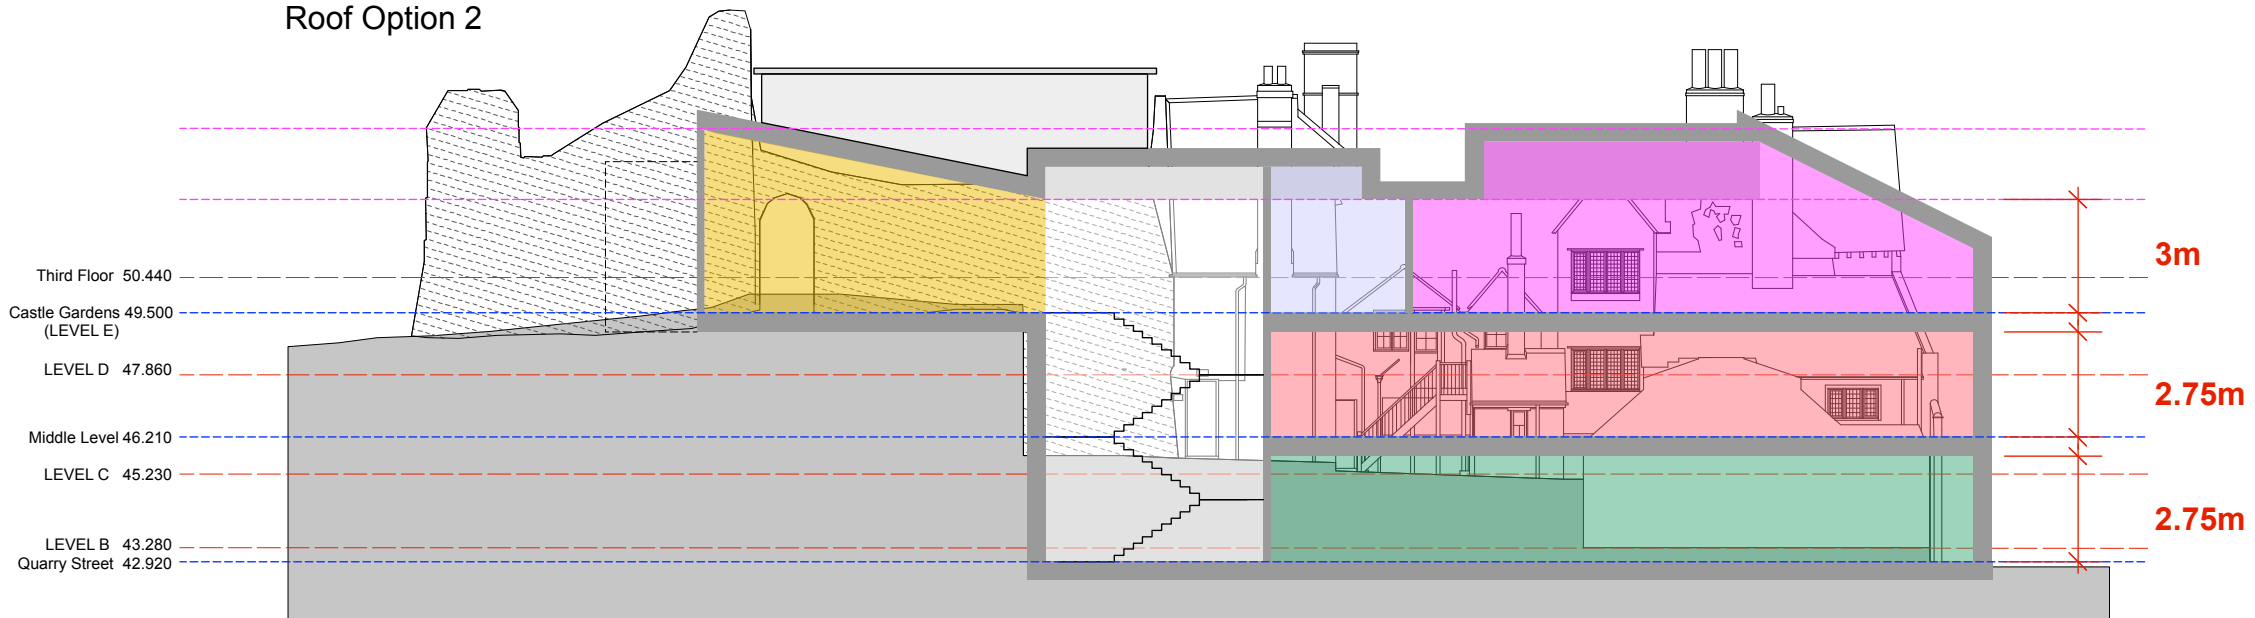 Roof Option 2
Third Floor 50.440
Castle Gardens 49.500
(LEVEL E)
LEVEL D 47.860
Middle Level 46.210
LEVEL C 45.230
LEVEL B 43.280
Quarry Street 42.920
3m
2.75m
2.75m